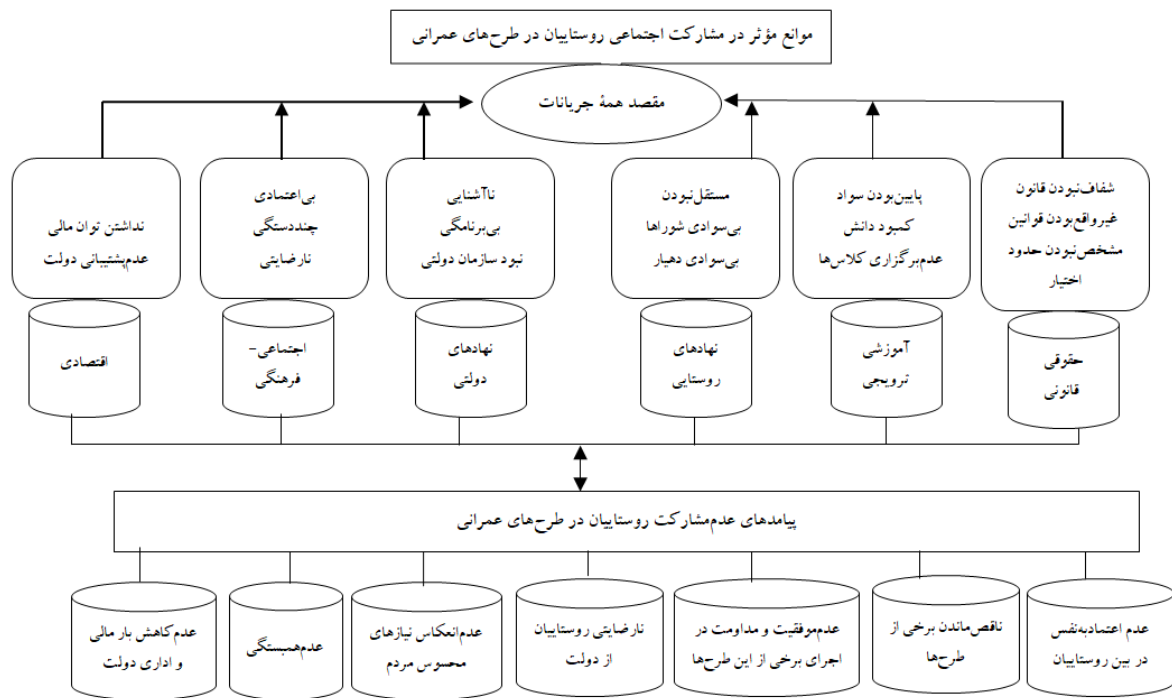 موانع مؤثر در مشارکت اجتماعی روستاییان در طرح‌های عمرانی
مقصد همۀ جریانات
شفاف‌نبودن قانون
غیرواقع‌بودن قوانین
مشخص‌نبودن حدود
اختیار
پایین‌بودن سواد
کمبود دانش
عدم‌برگزاری کلاس‌ها
مستقل‌نبودن
بی‌سوادی شوراها
بی‌سوادی دهیار
ناآشنایی
بی‌برنامگی
نبود سازمان دولتی
بی‌اعتمادی
چنددستگی
نارضایتی
نداشتن توان مالی
عدم‌پشتیبانی دولت
حقوقی
قانونی
آموزشی
ترویجی
نهادهای
روستایی
نهادهای
دولتی
اجتماعی-
فرهنگی
اقتصادی
پیامدهای عدم‌مشارکت روستاییان در طرح‌های عمرانی
عدم اعتمادبه‌نفس
در بین روستاییان
ناقص‌ماندن برخی از
طرح‌ها
عدم‌موفقیت و مداومت در
اجرای برخی از این طرح‌ها
نارضایتی روستاییان
از دولت
عدم‌انعکاس نیازهای
محسوس مردم
عدم‌همبستگی
عدم‌کاهش بار مالی
و اداری دولت